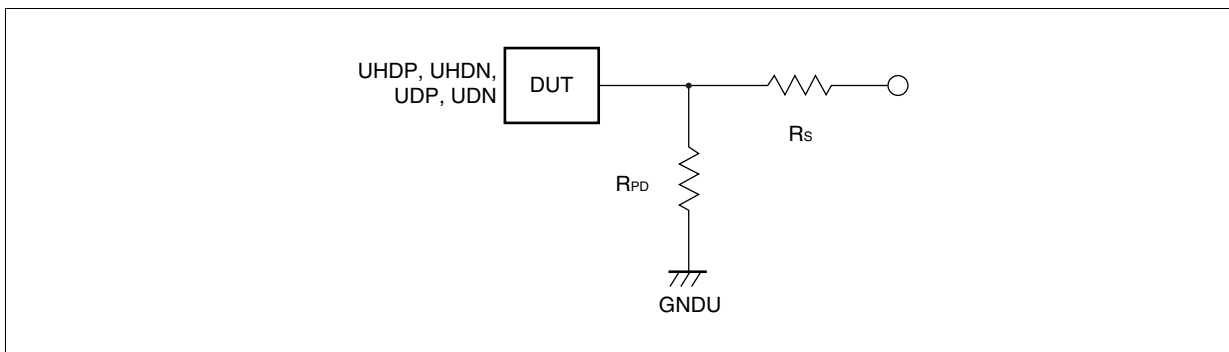 UHDP, UHDN,
UDP, UDN
DUT
RS
RPD
GNDU